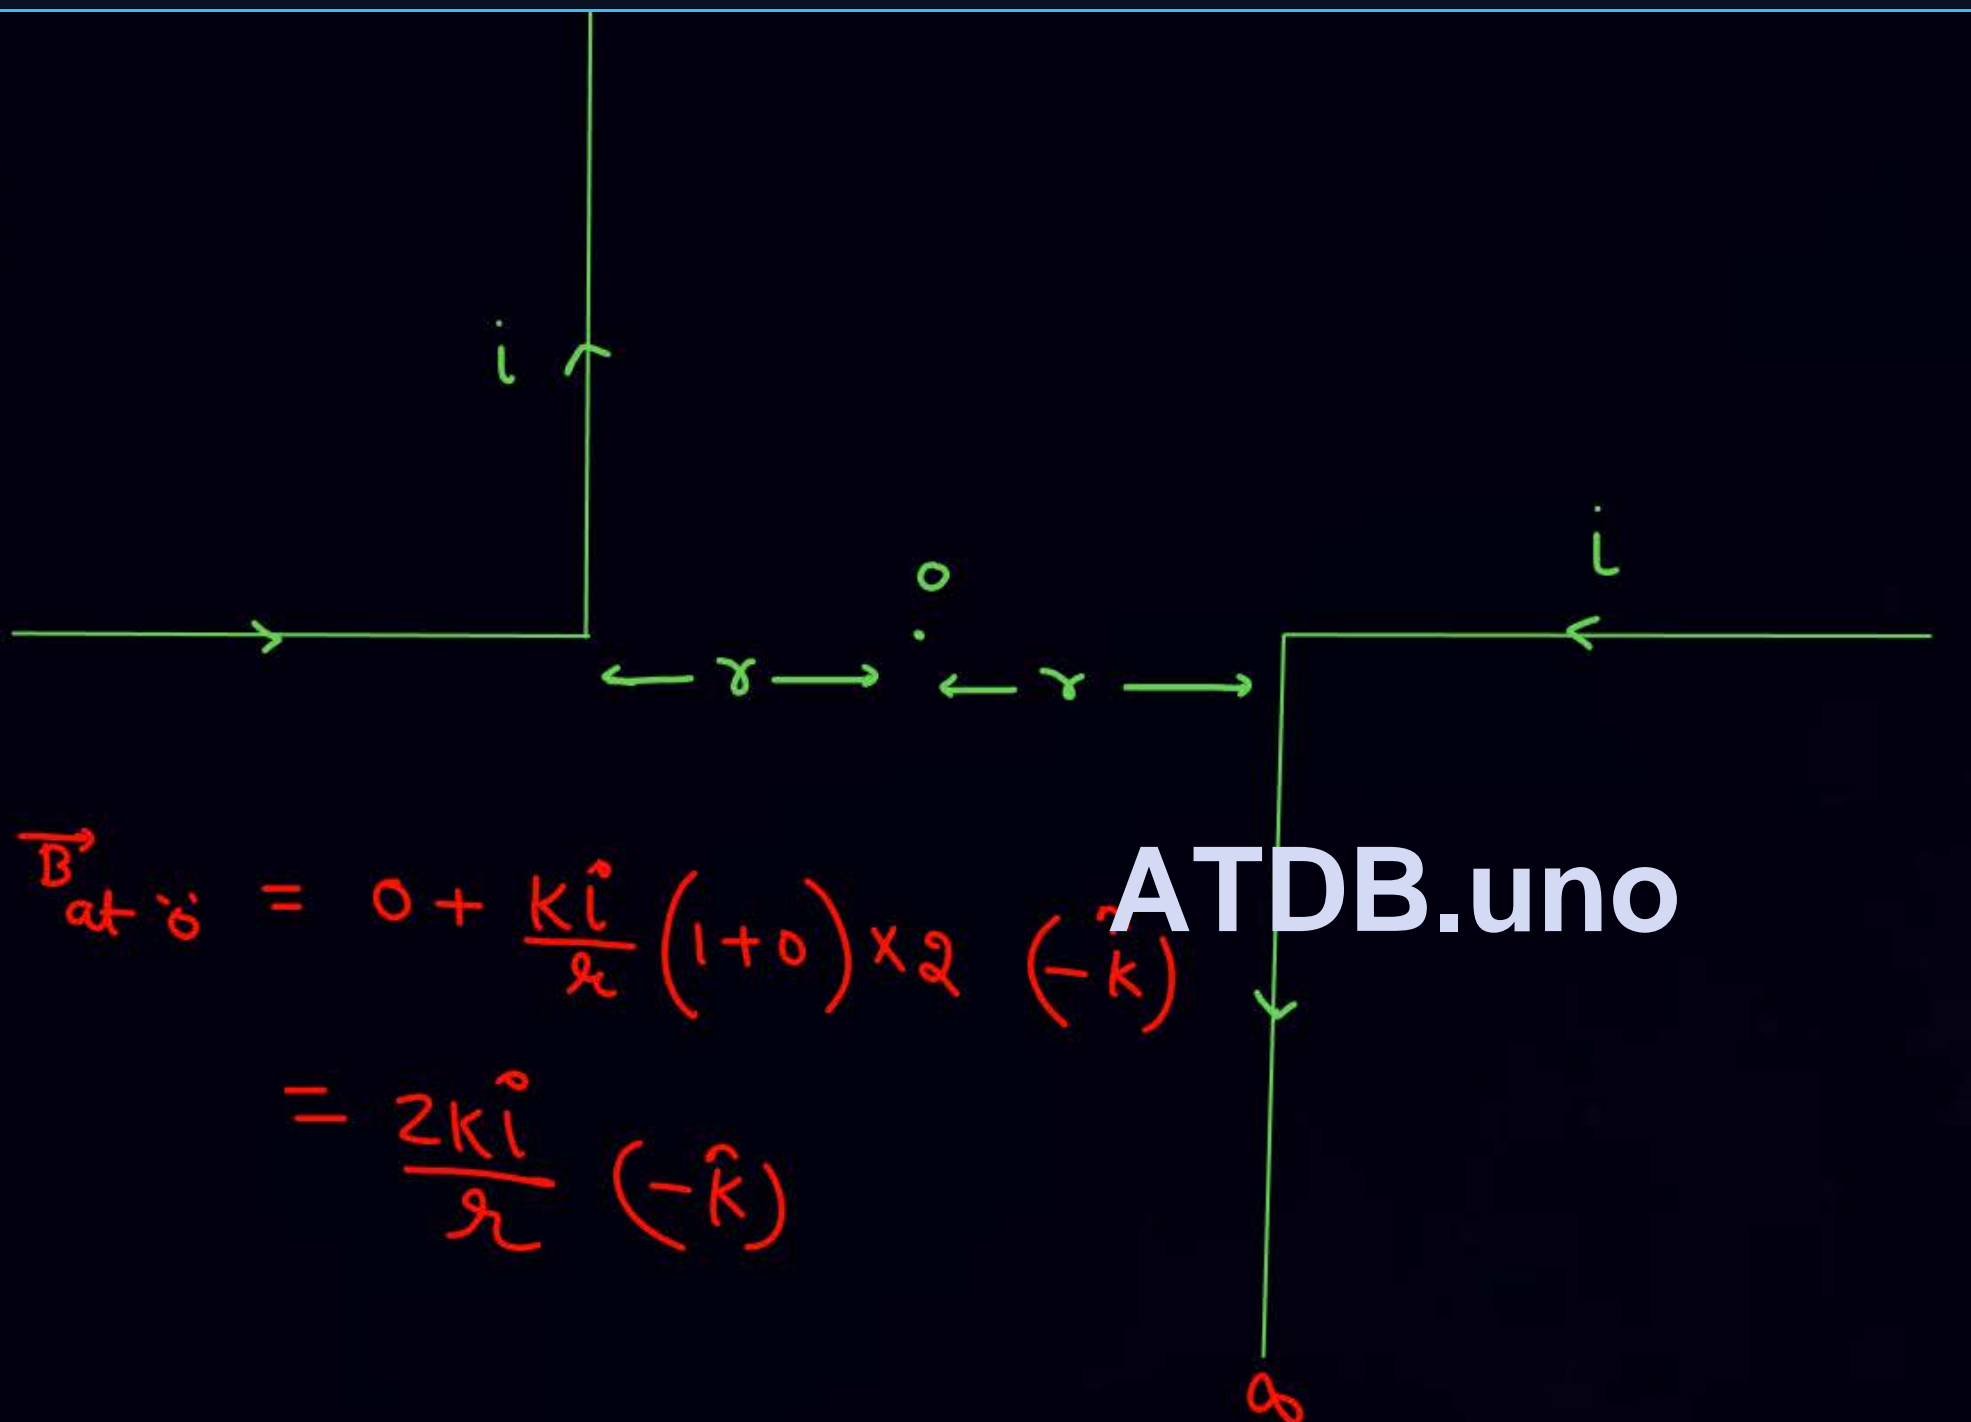 i
i
o
r r
B⃗ at 'o' = 0 + Ki/r (1+0) ×2 (-k̂)
ATDB.uno
= 2Ki/r (-k̂)
∞